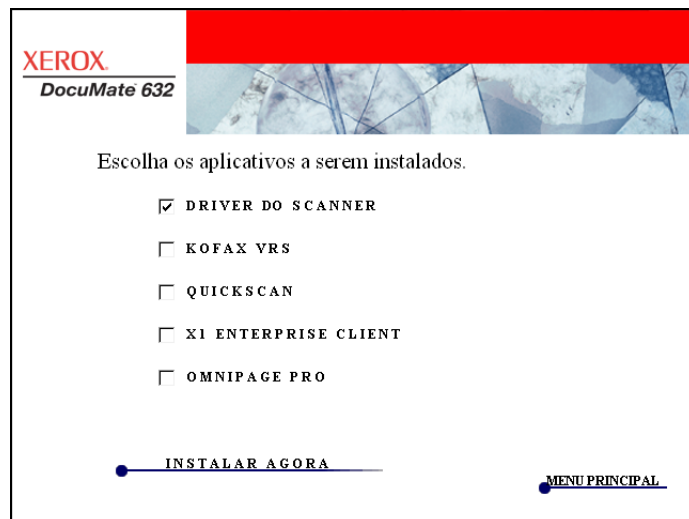 XEROX.
DocuMate 632
Escolha os aplicativos a serem instalados.
DRIVER DO SCANNER
KOFAX VRS
QUICKSCAN
X1 ENTERPRISE CLIENT
OMNIPAGE PRO
INSTALAR AGORA
MENU PRINCIPAL